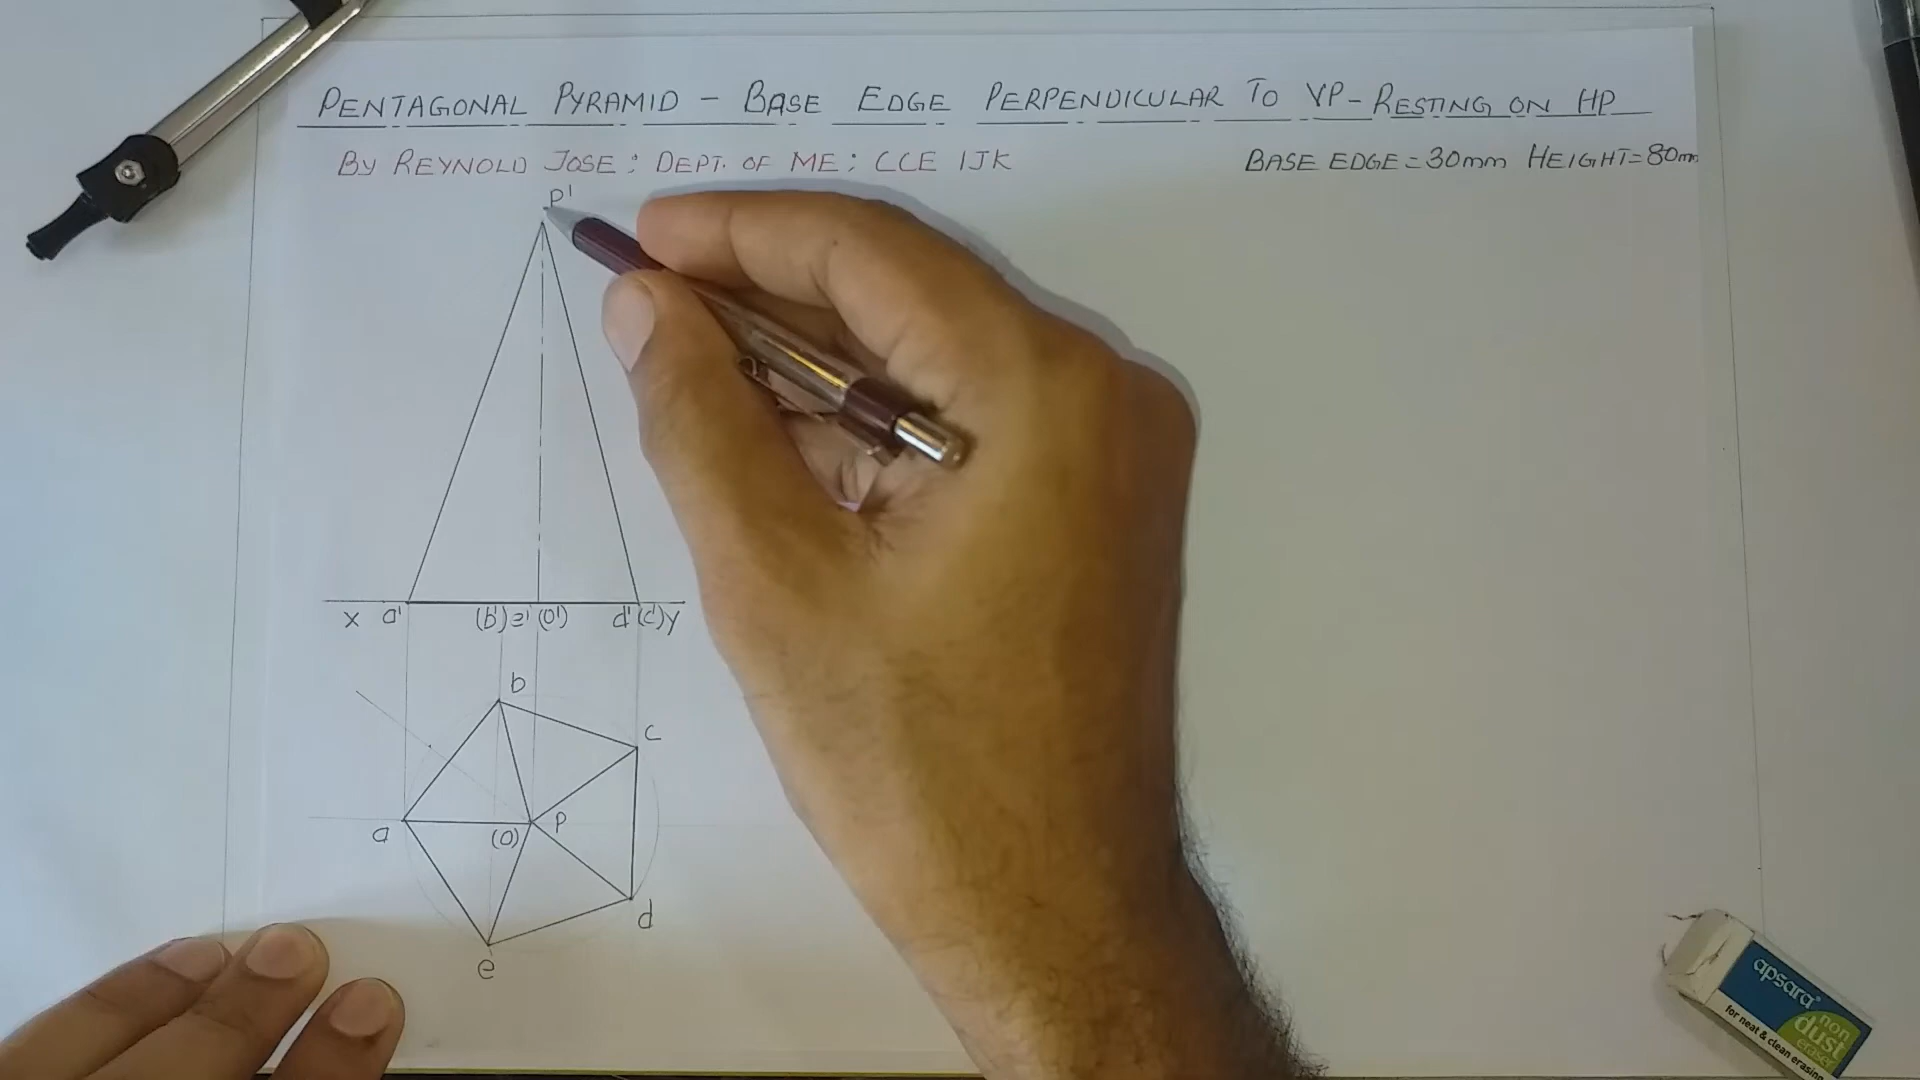 PENTAGONAL PYRAMID - BASE EDGE PERPENDICULAR TO VP - RESTING ON HP
BY REYNOLD JOSE ; DEPT. OF ME ; CCE IJK
BASE EDGE = 30mm HEIGHT = 80mm
P'
X a' (b') e' (o') d' (c') Y
b
c
a (o) P
d
e
apsara
non
dust
eraser
for neat & clean erasing